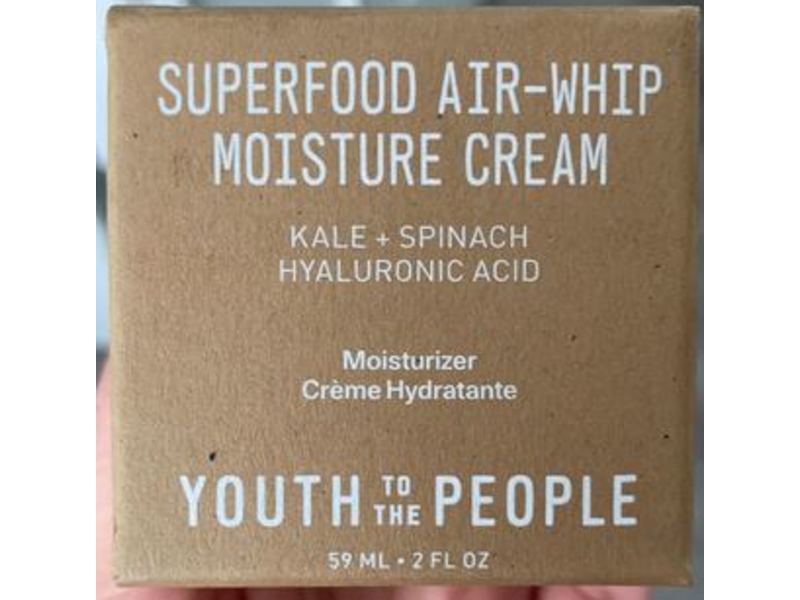 SUPERFOOD AIR-WHIP
MOISTURE CREAM
KALE + SPINACH
HYALURONIC ACID
Moisturizer
Crème Hydratante
YOUTH TO THE PEOPLE
59 ML • 2 FL OZ